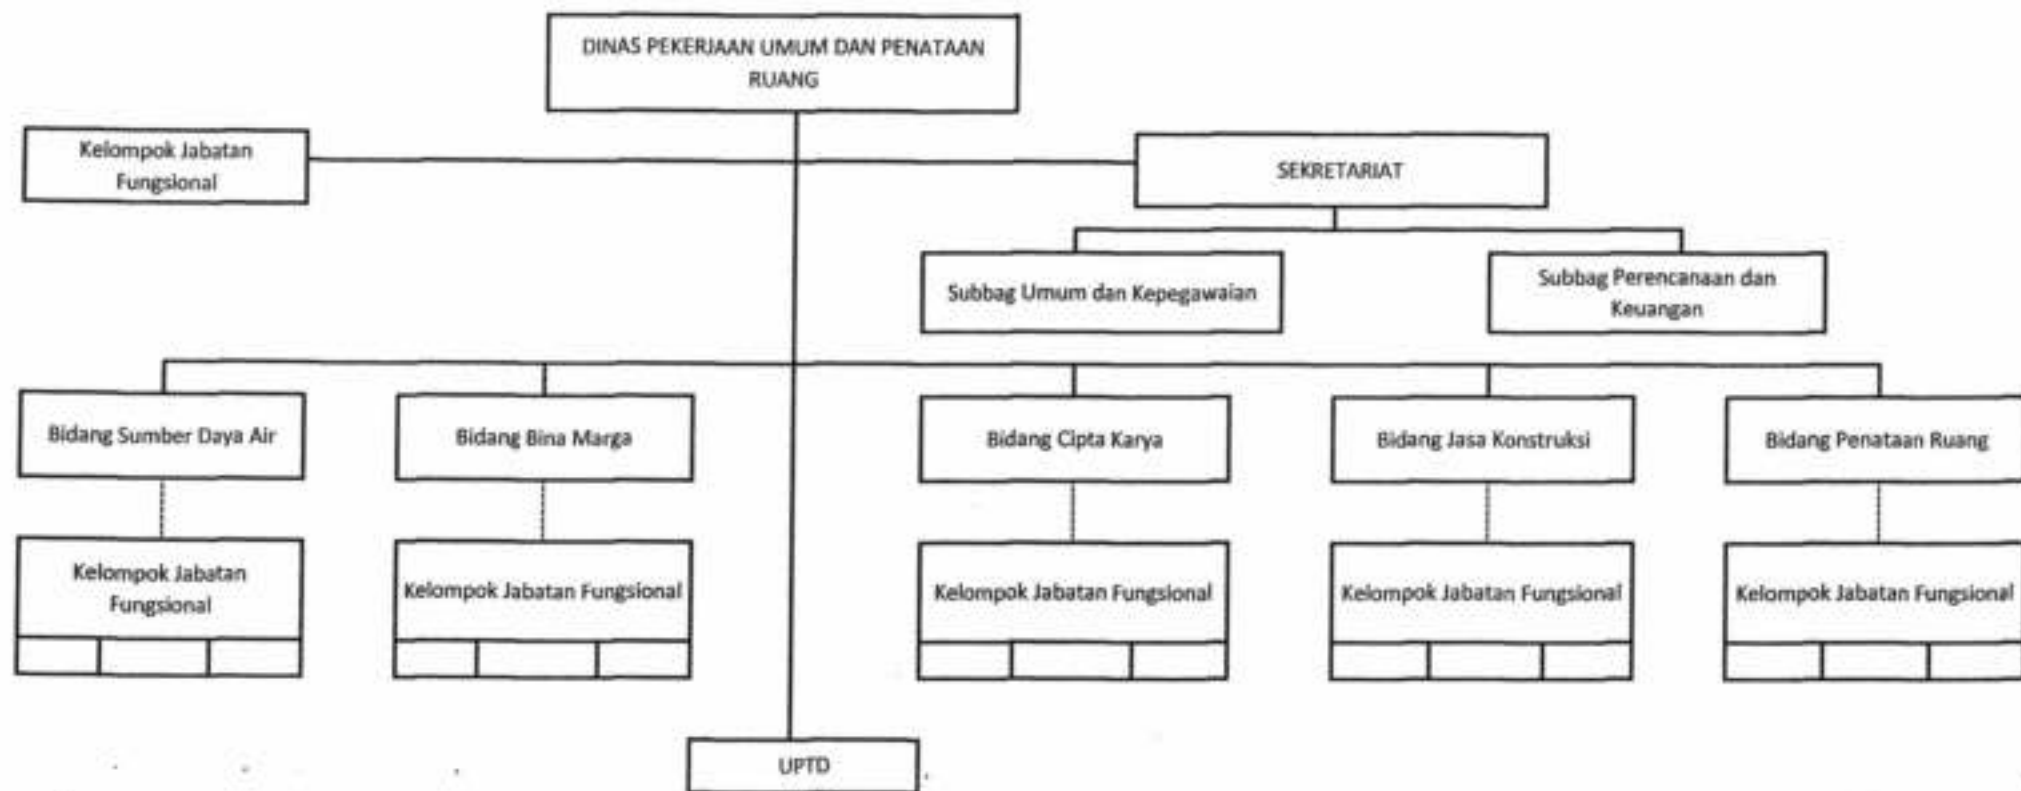 DINAS PEKERJAAN UMUM DAN PENATAAN
RUANG
Kelompok Jabatan
Fungsional
SEKRETARIAT
Subbag Umum dan Kepegawaian
Subbag Perencanaan dan
Keuangan
Bidang Sumber Daya Air
Bidang Bina Marga
Bidang Cipta Karya
Bidang Jasa Konstruksi
Bidang Penataan Ruang
Kelompok Jabatan
Fungsional
Kelompok Jabatan Fungsional
Kelompok Jabatan Fungsional
Kelompok Jabatan Fungsional
Kelompok Jabatan Fungsional
UPTD